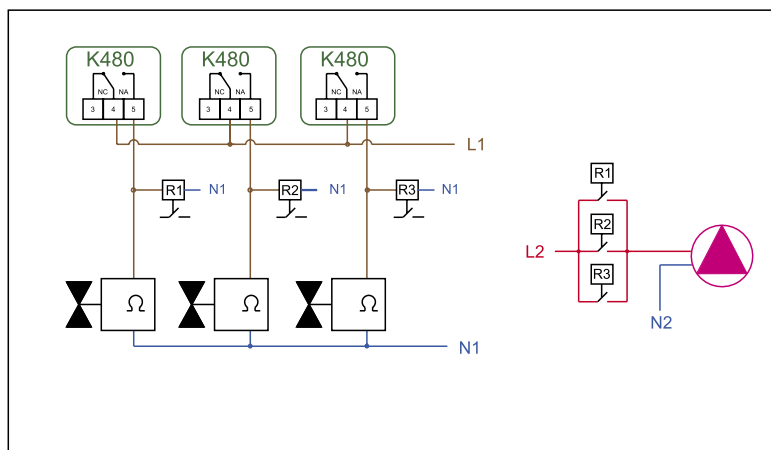 K480 K480 K480
NC NA NC NA NC NA
3 4 5 3 4 5 3 4 5
L1
R1 N1 R2 N1 R3 N1
Ω Ω Ω
N1
R1
R2
L2
R3
N2